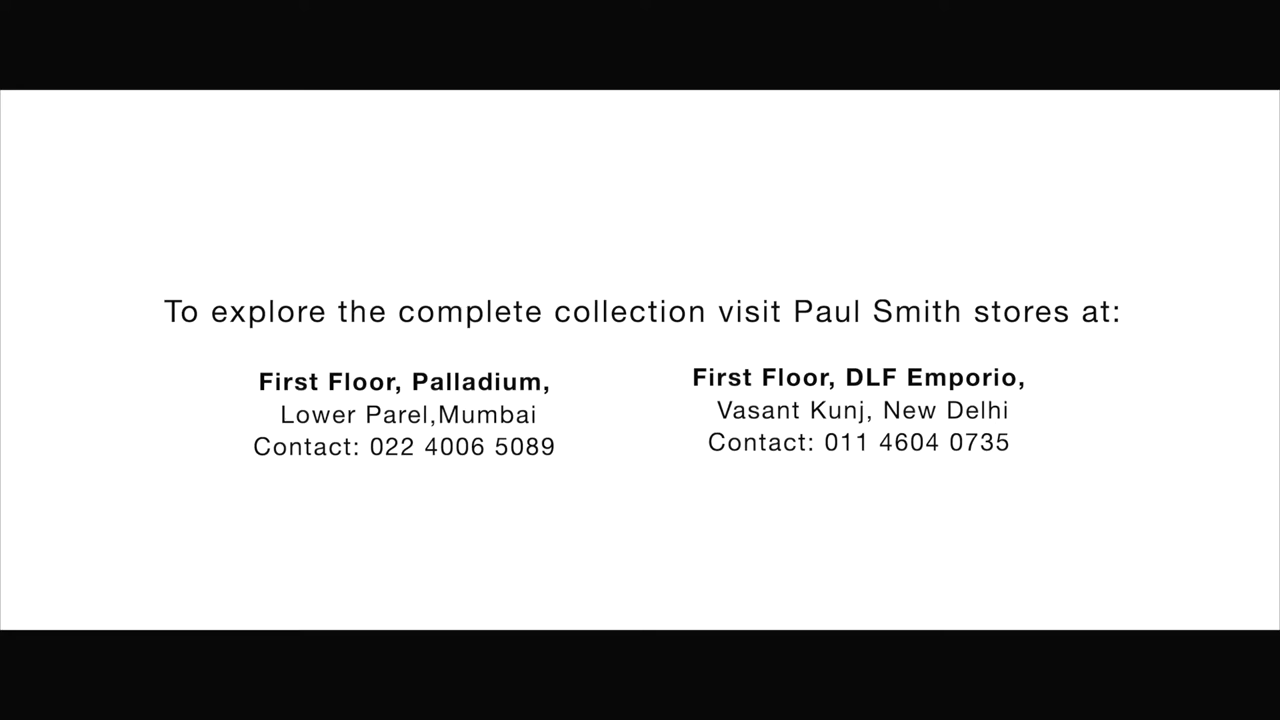 To explore the complete collection visit Paul Smith stores at:
First Floor, Palladium,
Lower Parel,Mumbai
Contact: 022 4006 5089
First Floor, DLF Emporio,
Vasant Kunj, New Delhi
Contact: 011 4604 0735